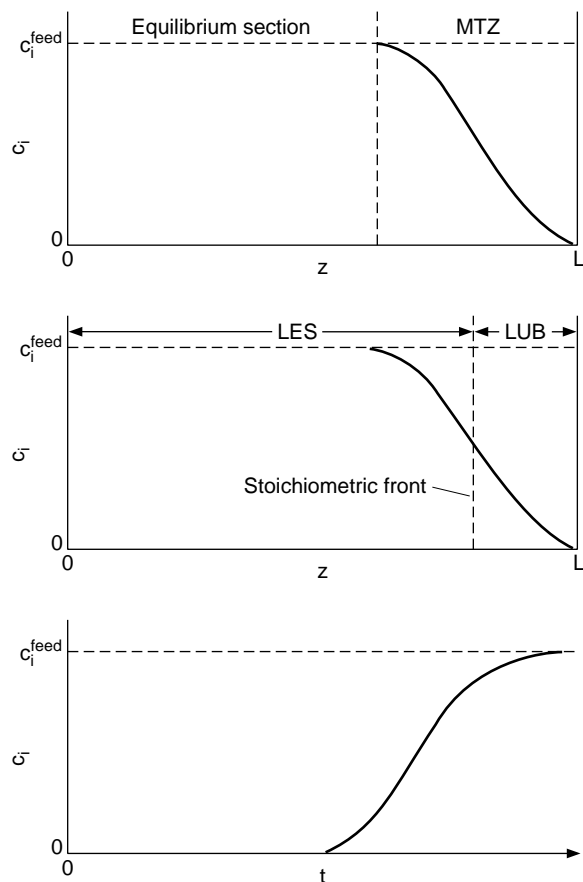 Equilibrium section MTZ
c_i^feed
c_i
0
0 z L
LES LUB
c_i^feed
c_i
Stoichiometric front
0
0 z L
c_i^feed
c_i
0
0 t